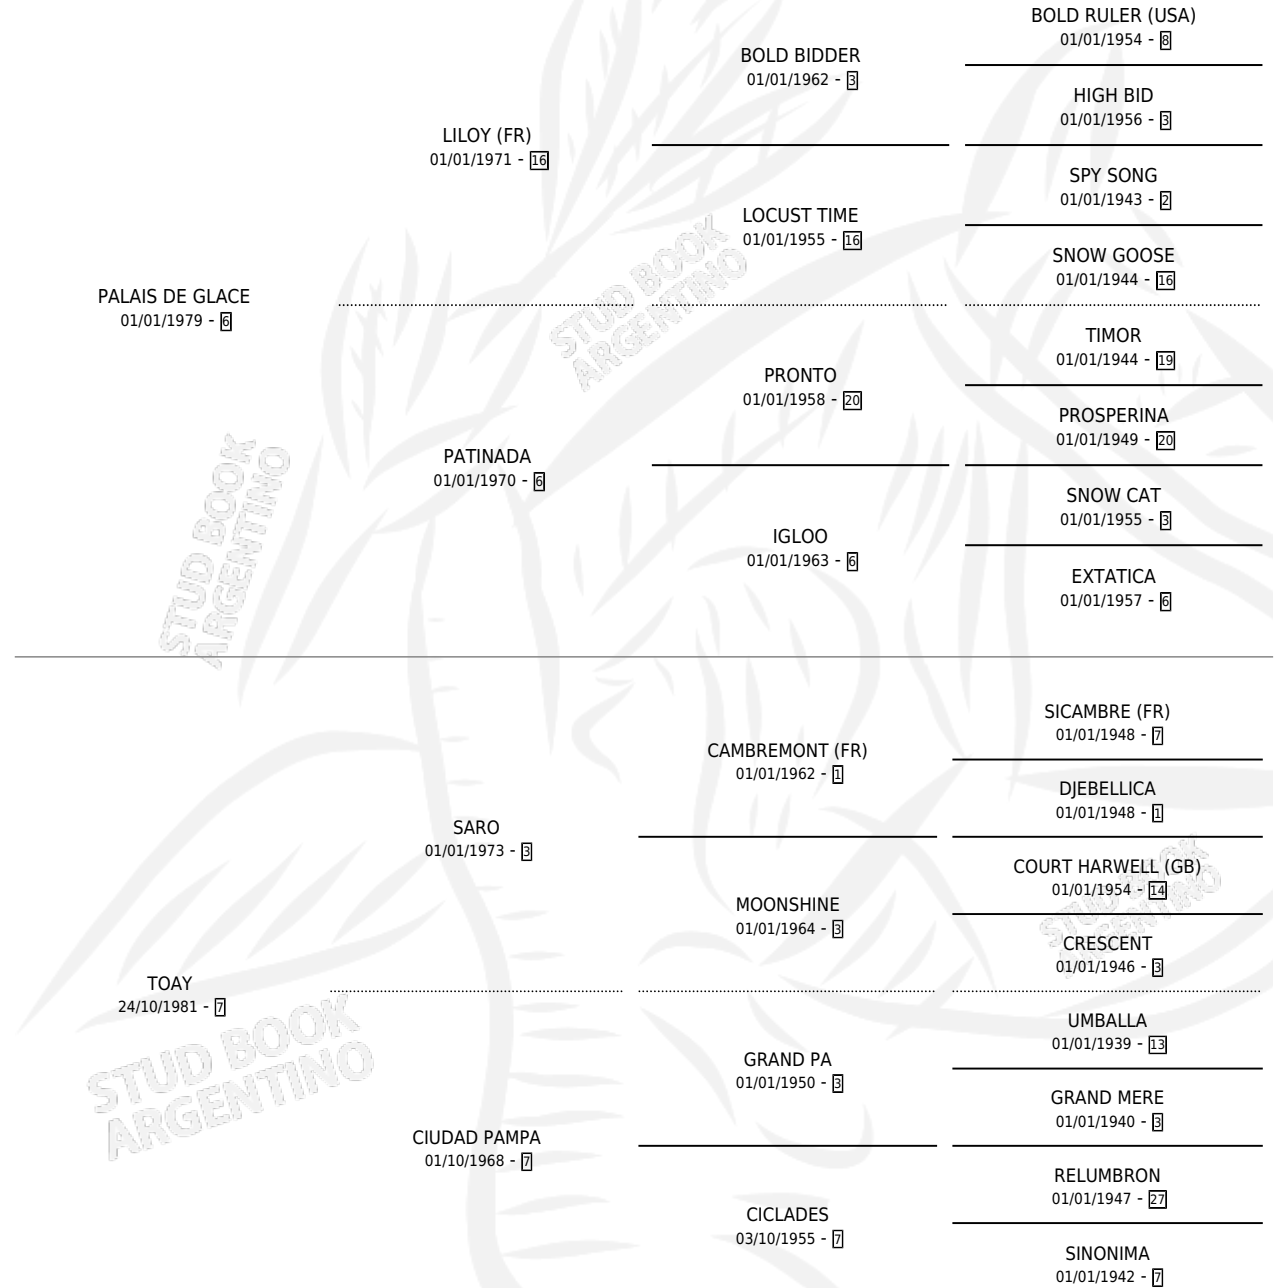 BOLD RULER (USA)
01/01/1954 - 8
BOLD BIDDER
01/01/1962 - 3
HIGH BID
01/01/1956 - 3
LILOY (FR)
01/01/1971 - 16
SPY SONG
01/01/1943 - 2
LOCUST TIME
01/01/1955 - 16
SNOW GOOSE
01/01/1944 - 16
PALAIS DE GLACE
01/01/1979 - 6
TIMOR
01/01/1944 - 19
PRONTO
01/01/1958 - 20
PROSPERINA
01/01/1949 - 20
PATINADA
01/01/1970 - 6
SNOW CAT
01/01/1955 - 3
IGLOO
01/01/1963 - 6
EXTATICA
01/01/1957 - 6
STUD BOOK
ARGENTINO
STUD BOOK
ARGENTINO
SICAMBRE (FR)
01/01/1948 - 7
CAMBREMONT (FR)
01/01/1962 - 1
DJEBELLICA
01/01/1948 - 1
SARO
01/01/1973 - 3
COURT HARWELL (GB)
01/01/1954 - 14
MOONSHINE
01/01/1964 - 3
CRESCENT
01/01/1946 - 3
TOAY
24/10/1981 - 7
UMBALLA
01/01/1939 - 13
GRAND PA
01/01/1950 - 3
GRAND MERE
01/01/1940 - 3
CIUDAD PAMPA
01/10/1968 - 7
RELUMBRON
01/01/1947 - 27
CICLADES
03/10/1955 - 7
SINONIMA
01/01/1942 - 7
STUD BOOK
ARGENTINO
STUD BOOK
ARGENTINO